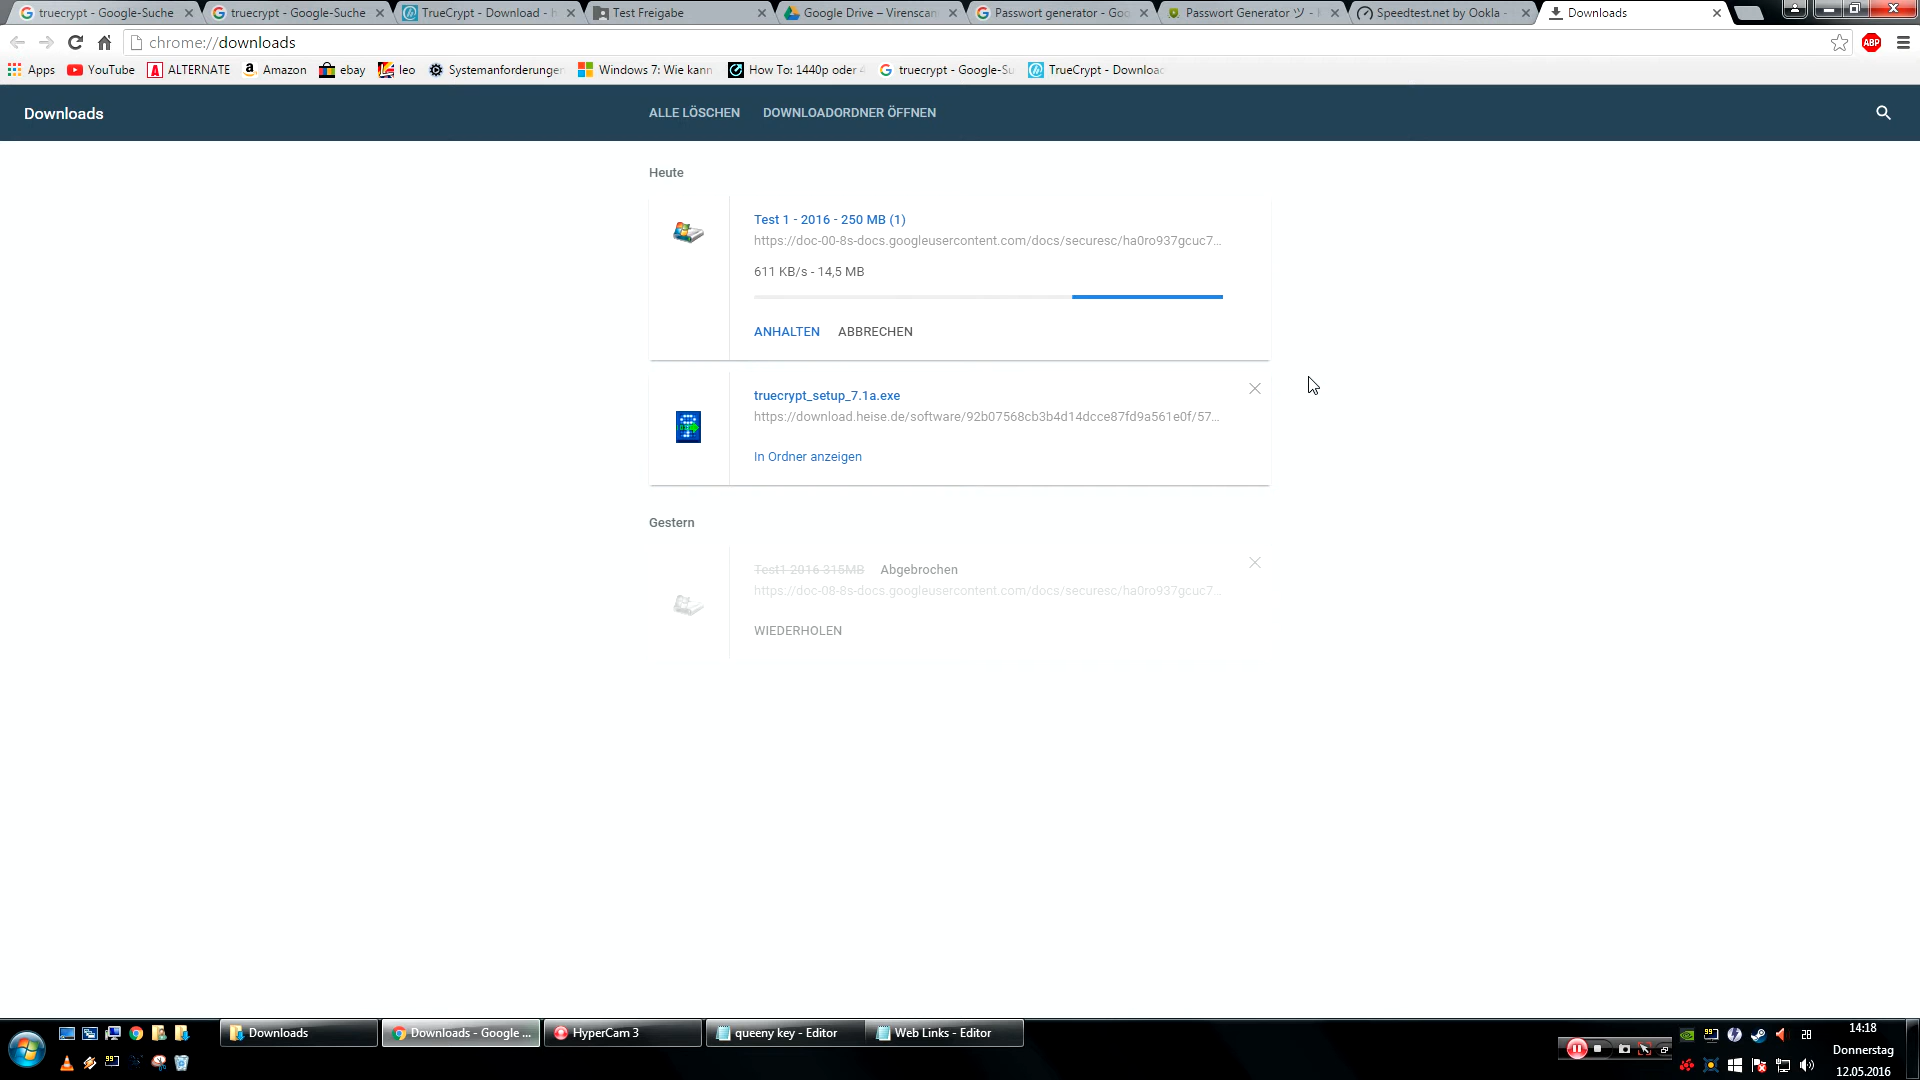 truecrypt - Google-Suche
truecrypt - Google-Suche
TrueCrypt - Download - h
Test Freigabe
Google Drive – Virenscan
Passwort generator - Goo
Passwort Generator ツ -
Speedtest.net by Ookla -
Downloads
chrome://downloads
ABP
Apps
YouTube
ALTERNATE
Amazon
ebay
leo
Systemanforderungen
Windows 7: Wie kann
How To: 1440p oder 4
truecrypt - Google-Su
TrueCrypt - Download
Downloads
ALLE LÖSCHEN
DOWNLOADORDNER ÖFFNEN
Heute
Test 1 - 2016 - 250 MB (1)
https://doc-00-8s-docs.googleusercontent.com/docs/securesc/ha0ro937gcuc7...
611 KB/s - 14,5 MB
ANHALTEN
ABBRECHEN
truecrypt_setup_7.1a.exe
https://download.heise.de/software/92b07568cb3b4d14dcce87fd9a561e0f/57...
In Ordner anzeigen
Gestern
Test1 2016 315MB Abgebrochen
https://doc-08-8s-docs.googleusercontent.com/docs/securesc/ha0ro937gcuc7...
WIEDERHOLEN
Downloads
Downloads - Google ...
HyperCam 3
queeny key - Editor
Web Links - Editor
28
14:18
Donnerstag
12.05.2016